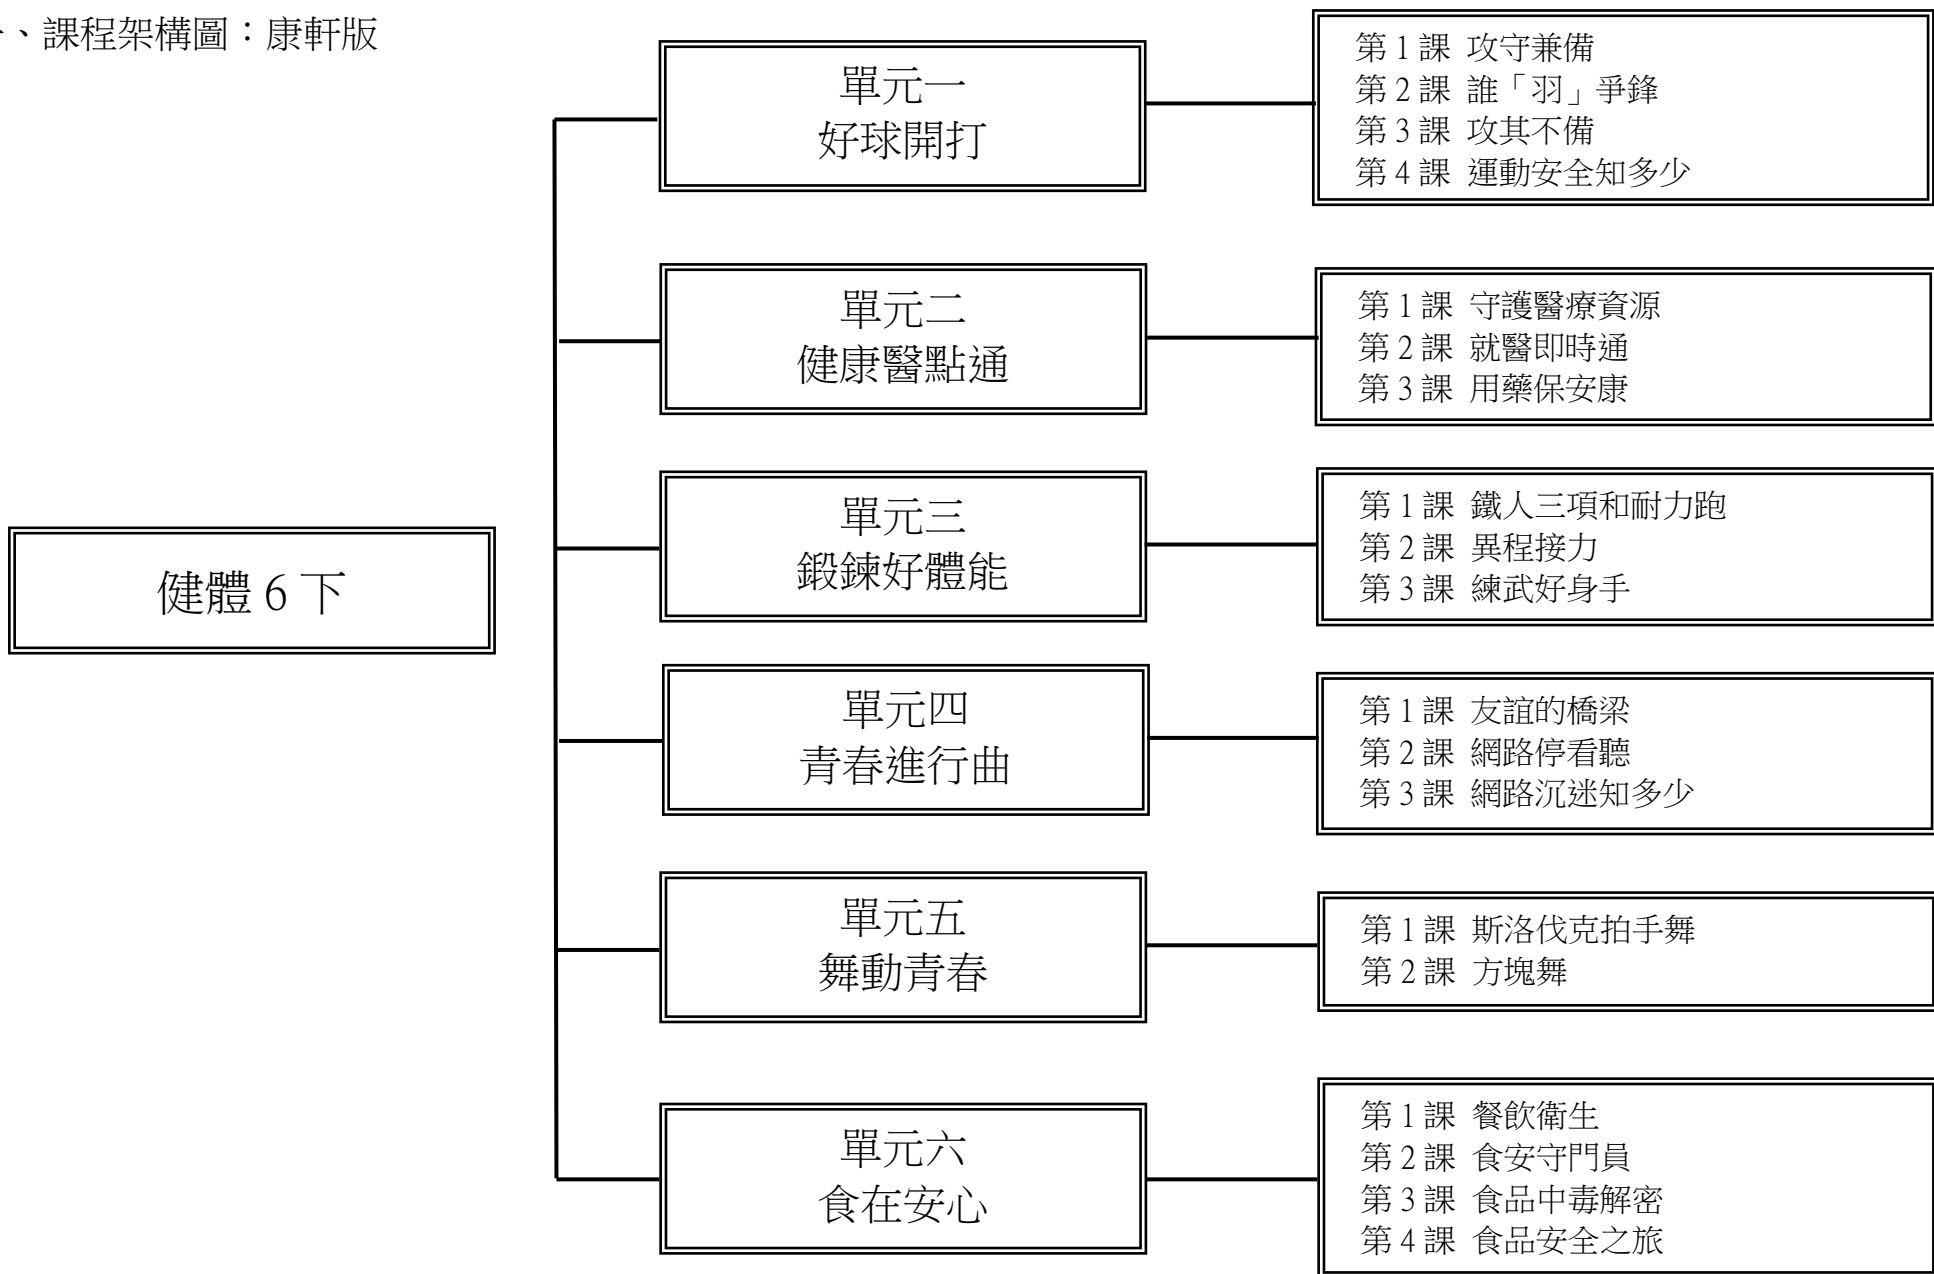 、課程架構圖：康軒版
健體 6 下
單元一
好球開打
第 1 課 攻守兼備
第 2 課 誰「羽」爭鋒
第 3 課 攻其不備
第 4 課 運動安全知多少
單元二
健康醫點通
第 1 課 守護醫療資源
第 2 課 就醫即時通
第 3 課 用藥保安康
單元三
鍛鍊好體能
第 1 課 鐵人三項和耐力跑
第 2 課 異程接力
第 3 課 練武好身手
單元四
青春進行曲
第 1 課 友誼的橋梁
第 2 課 網路停看聽
第 3 課 網路沉迷知多少
單元五
舞動青春
第 1 課 斯洛伐克拍手舞
第 2 課 方塊舞
單元六
食在安心
第 1 課 餐飲衛生
第 2 課 食安守門員
第 3 課 食品中毒解密
第 4 課 食品安全之旅